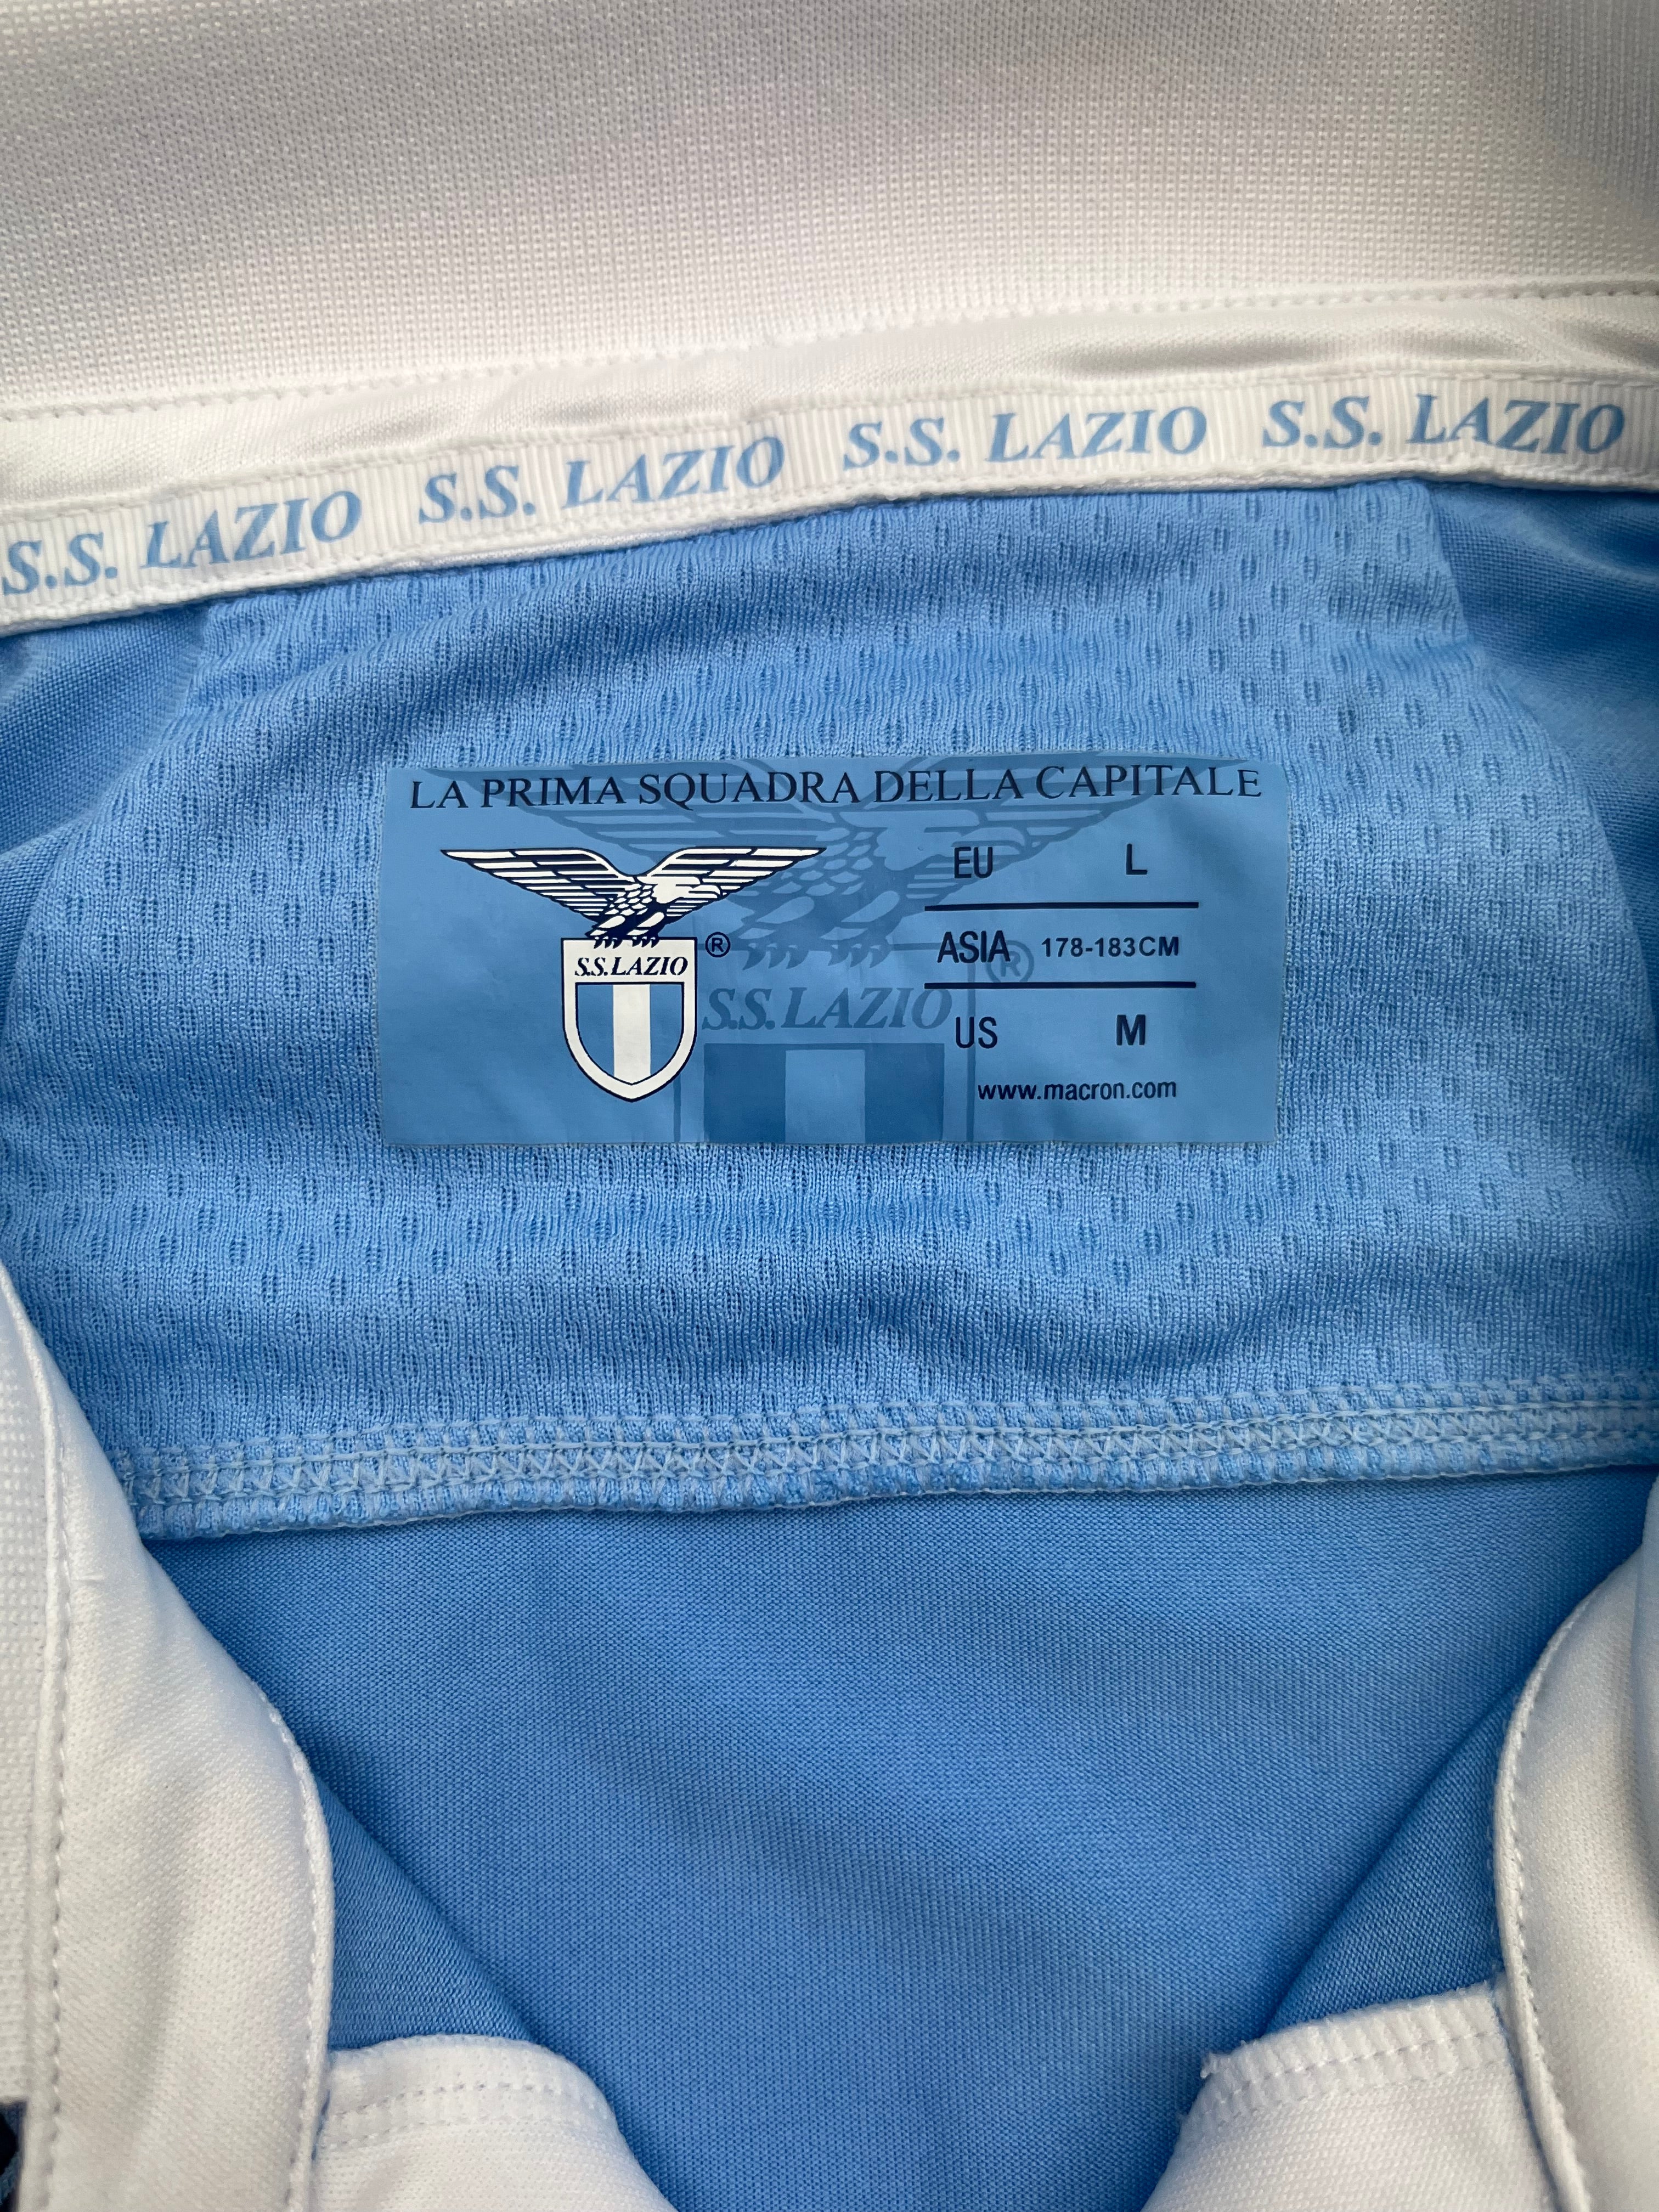 S.S. LAZIO S.S. LAZIO S.S. LAZIO S.S. LAZIO
LA PRIMA SQUADRA DELLA CAPITALE
EU L
® ASIA 178-183CM ®
S.S.LAZIO
S.S.LAZIO
US M
www.macron.com